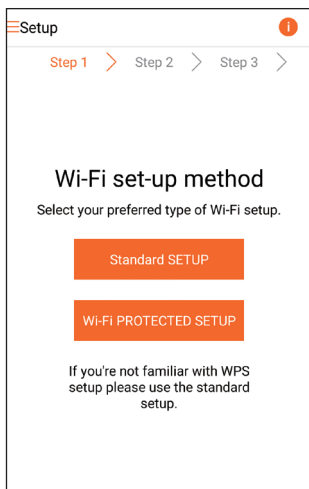 Setup
i
Step 1 Step 2 Step 3
Wi-Fi set-up method
Select your preferred type of Wi-Fi setup.
Standard SETUP
Wi-Fi PROTECTED SETUP
If you're not familiar with WPS
setup please use the standard
setup.